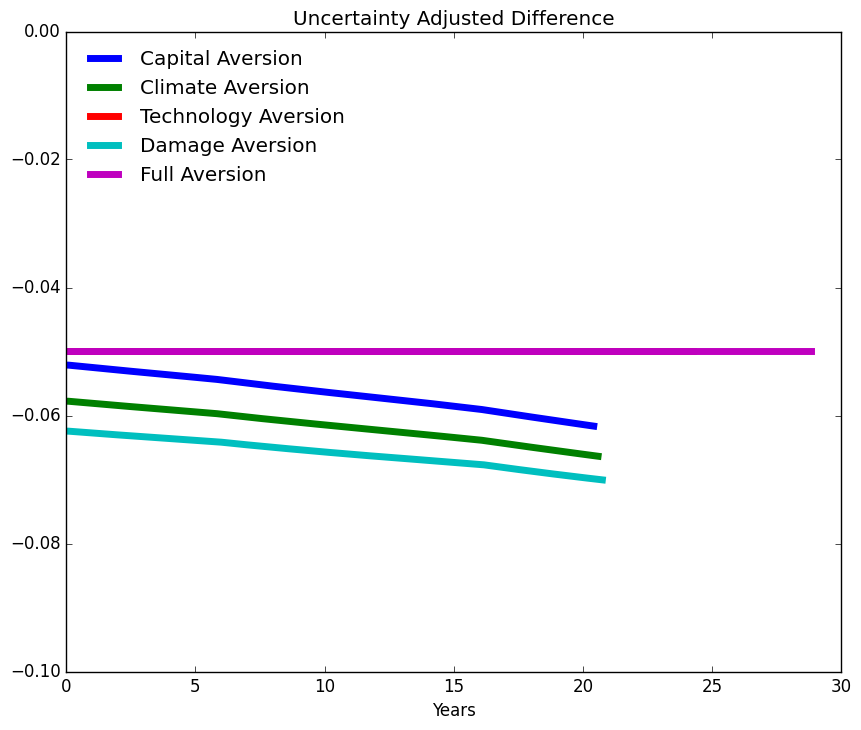 Uncertainty Adjusted Difference
0.00
Capital Aversion
Climate Aversion
Technology Aversion
Damage Aversion
Full Aversion
−0.02
−0.04
−0.06
−0.08
−0.10
0 5 10 15 20 25 30
Years